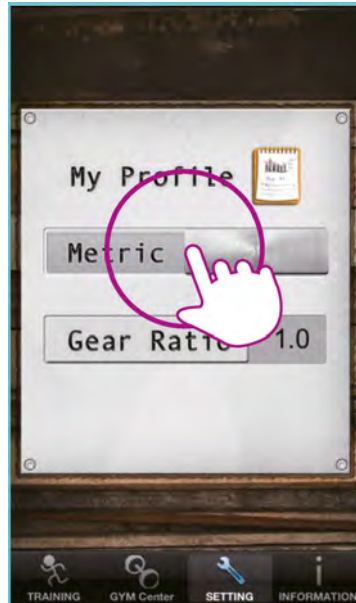 My Profile
Metric
Gear Ratio 1.0
TRAINING GYM Center SETTING INFORMATION